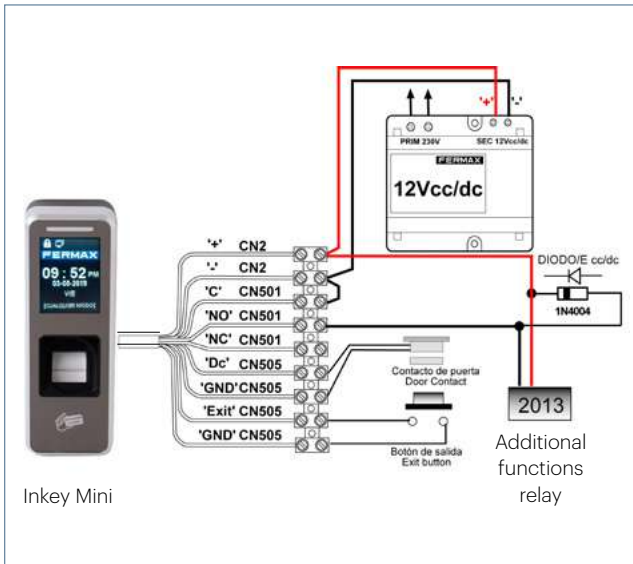 '+' '-'
PRIM 230V SEC 12Vcc/dc
FERMAX
12Vcc/dc
'+' CN2
'-' CN2
'C' CN501
'NO' CN501
'NC' CN501
'Dc' CN505
'GND' CN505
'Exit' CN505
'GND' CN505
FERMAX
09 : 52 PM
VIE
Inkey Mini
DIODO/E cc/dc
1N4004
Contacto de puerta
Door Contact
Botón de salida
Exit button
2013
Additional
functions
relay